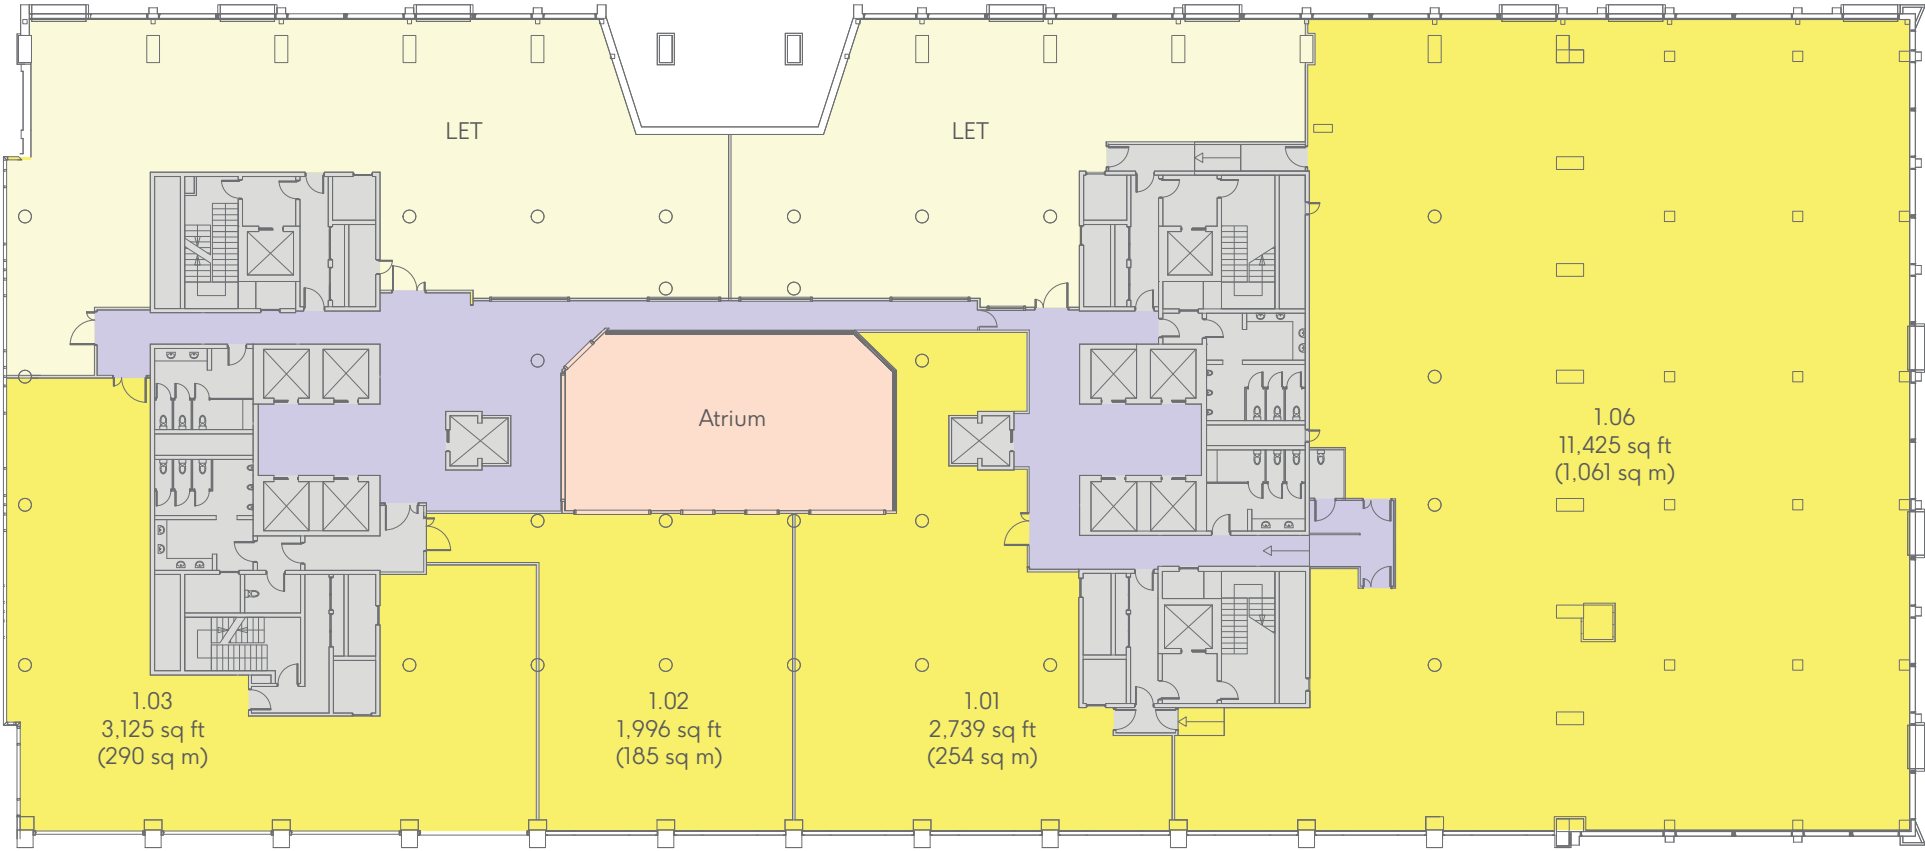 LET
LET
Atrium
1.06
11,425 sq ft
(1,061 sq m)
1.03
3,125 sq ft
(290 sq m)
1.02
1,996 sq ft
(185 sq m)
1.01
2,739 sq ft
(254 sq m)